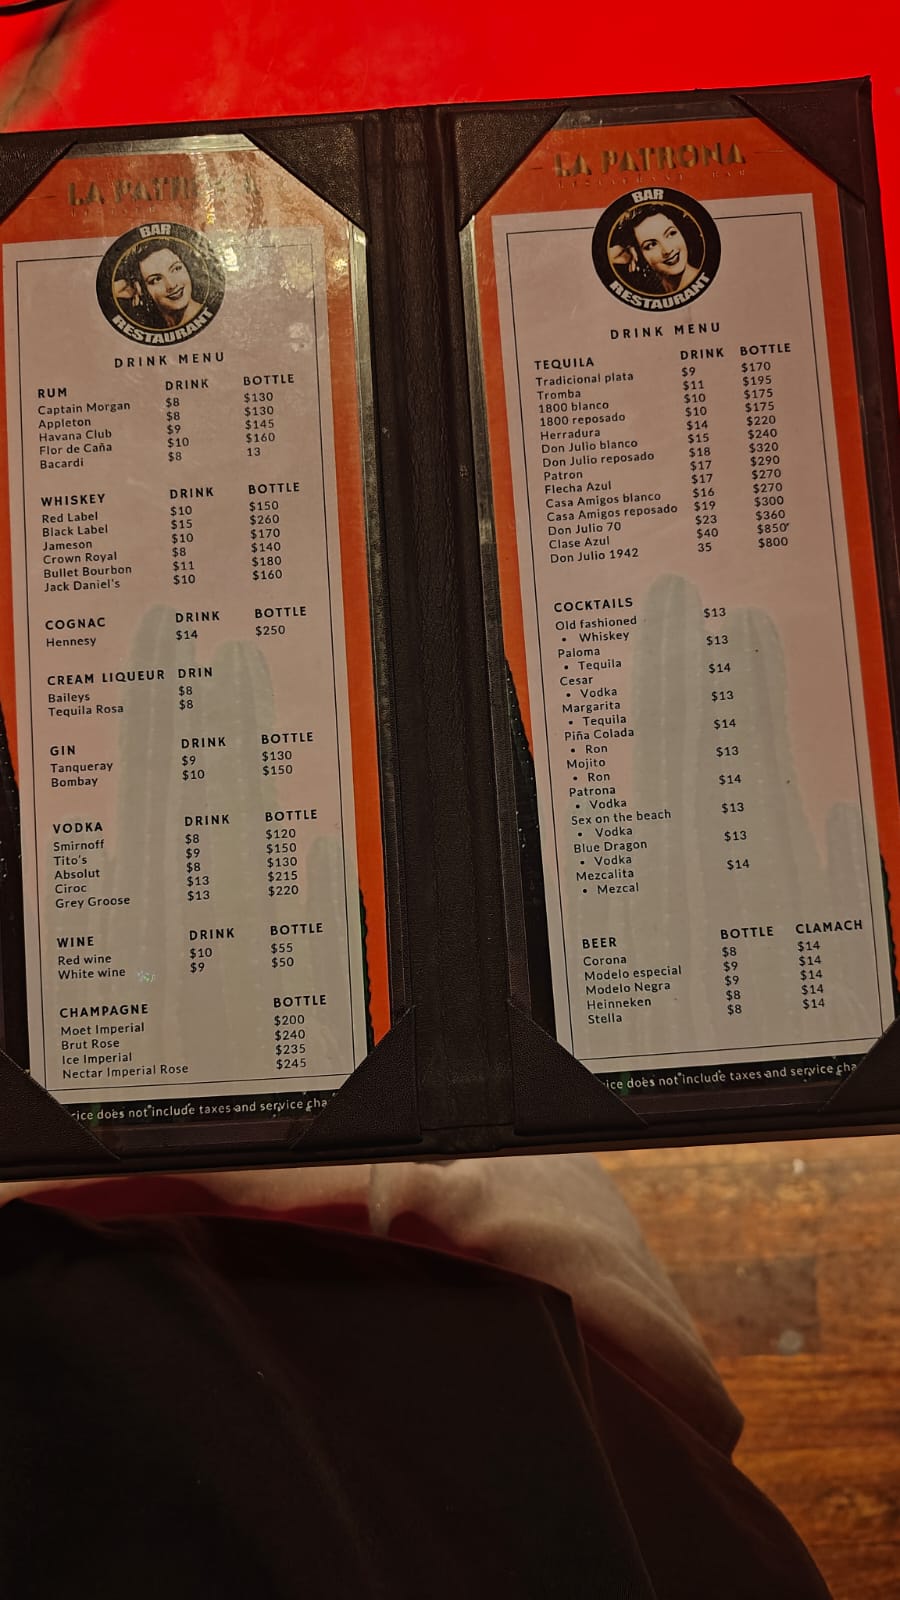 LA PATR
BAR
RESTAURANT
DRINK MENU
RUM DRINK BOTTLE
Captain Morgan $8 $130
Appleton $8 $130
Havana Club $9 $145
Flor de Caña $10 $160
Bacardi $8 13
WHISKEY DRINK BOTTLE
Red Label $10 $150
Black Label $15 $260
Jameson $10 $170
Crown Royal $8 $140
Bullet Bourbon $11 $180
Jack Daniel's $10 $160
COGNAC DRINK BOTTLE
Hennesy $14 $250
CREAM LIQUEUR DRIN
Baileys $8
Tequila Rosa $8
GIN DRINK BOTTLE
Tanqueray $9 $130
Bombay $10 $150
VODKA DRINK BOTTLE
Smirnoff $8 $120
Tito's $9 $150
Absolut $8 $130
Ciroc $13 $215
Grey Groose $13 $220
WINE DRINK BOTTLE
Red wine $10 $55
White wine $9 $50
CHAMPAGNE BOTTLE
Moet Imperial $200
Brut Rose $240
Ice Imperial $235
Nectar Imperial Rose $245
rice does not include taxes and service cha
LA PATRONA
RESTAURANT BAR
BAR
RESTAURANT
DRINK MENU
TEQUILA DRINK BOTTLE
Tradicional plata $9 $170
Tromba $11 $195
1800 blanco $10 $175
1800 reposado $10 $175
Herradura $14 $220
Don Julio blanco $15 $240
Don Julio reposado $18 $320
Patron $17 $290
Flecha Azul $17 $270
Casa Amigos blanco $16 $270
Casa Amigos reposado $19 $300
Don Julio 70 $23 $360
Clase Azul $40 $850
Don Julio 1942 35 $800
COCKTAILS
Old fashioned $13
• Whiskey
Paloma $13
• Tequila
Cesar $14
• Vodka
Margarita $13
• Tequila
Piña Colada $14
• Ron
Mojito $13
• Ron
Patrona $14
• Vodka
Sex on the beach $13
• Vodka
Blue Dragon $13
• Vodka
Mezcalita $14
• Mezcal
BEER BOTTLE CLAMACH
Corona $8 $14
Modelo especial $9 $14
Modelo Negra $9 $14
Heinneken $8 $14
Stella $8 $14
ice does not include taxes and service cha